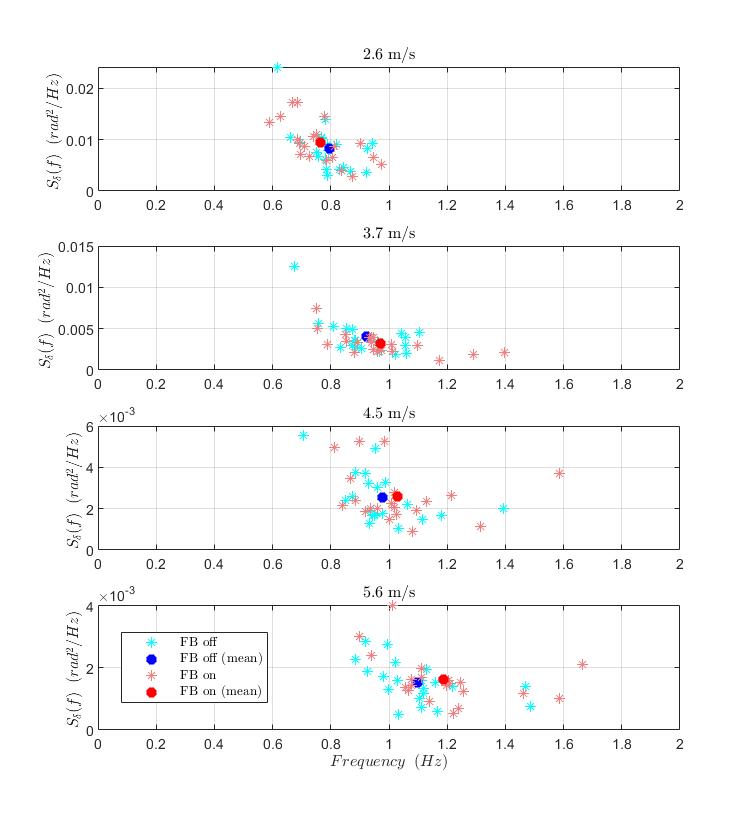 2.6 m/s
0.02
0.01
0
S_δ(f) (rad²/Hz)
0 0.2 0.4 0.6 0.8 1 1.2 1.4 1.6 1.8 2
3.7 m/s
0.015
0.01
0.005
0
S_δ(f) (rad²/Hz)
0 0.2 0.4 0.6 0.8 1 1.2 1.4 1.6 1.8 2
4.5 m/s
×10⁻³
6
4
2
0
S_δ(f) (rad²/Hz)
0 0.2 0.4 0.6 0.8 1 1.2 1.4 1.6 1.8 2
5.6 m/s
×10⁻³
4
2
0
S_δ(f) (rad²/Hz)
FB off
FB off (mean)
FB on
FB on (mean)
0 0.2 0.4 0.6 0.8 1 1.2 1.4 1.6 1.8 2
Frequency (Hz)